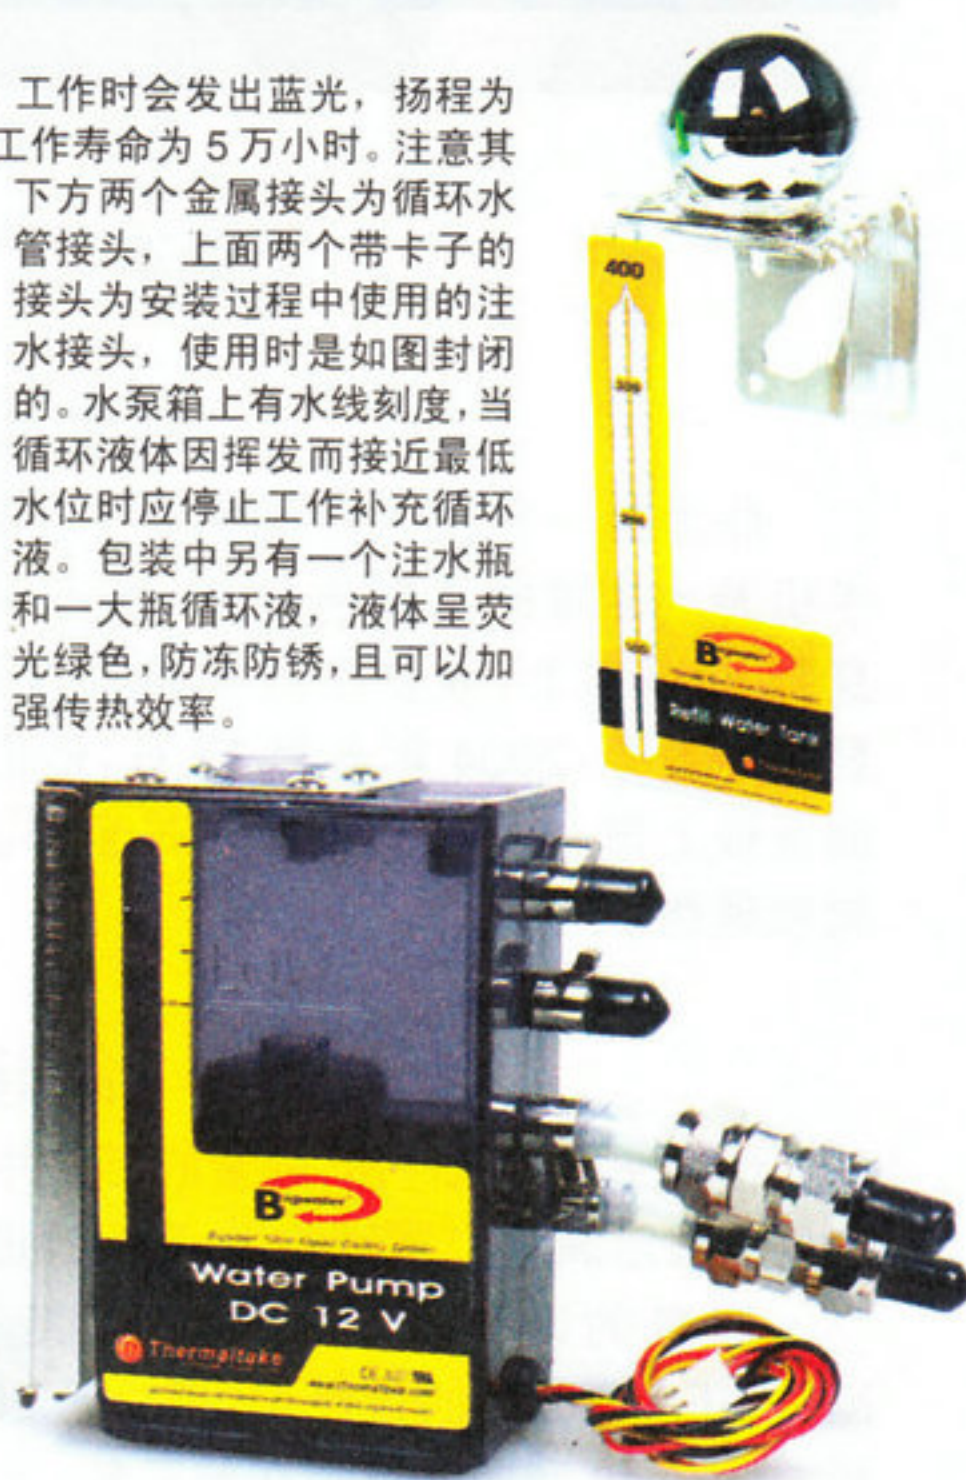 工作时会发出蓝光，扬程为
工作寿命为5万小时。注意其
下方两个金属接头为循环水
管接头，上面两个带卡子的
接头为安装过程中使用的注
水接头，使用时是如图封闭
的。水泵箱上有水线刻度，当
循环液体因挥发而接近最低
水位时应停止工作补充循环
液。包装中另有一个注水瓶
和一大瓶循环液，液体呈荧
光绿色，防冻防锈，且可以加
强传热效率。
400
300
200
100
Refill Water Tank
Thermaltake
Water Pump
DC 12 V
Thermaltake